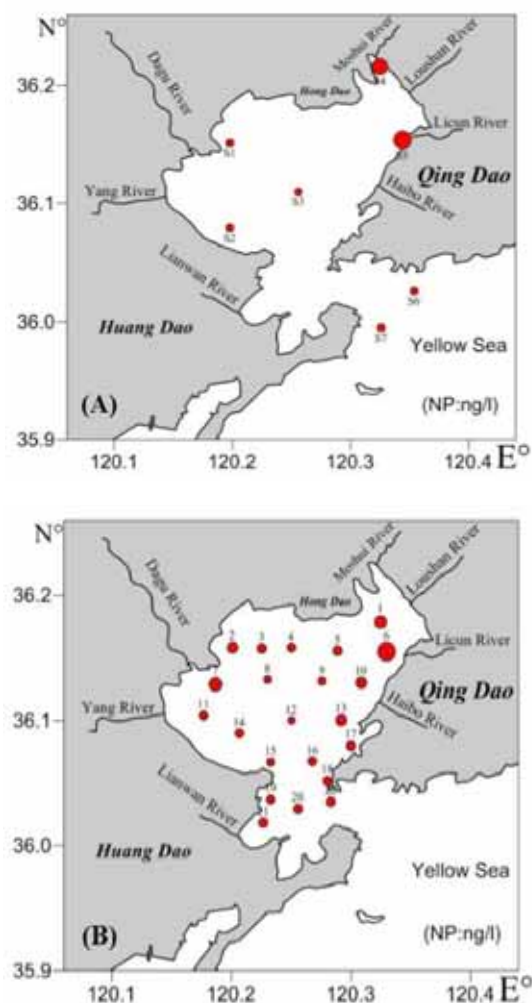 N°
Moshui River
Dagu River
36.2
Loushan River
Hong Dao
S4
Licun River
S1
Qing Dao
S3
Haibo River
Yang River
36.1
S2
Lianwan River
S6
36.0
S7
Huang Dao
Yellow Sea
(A)
(NP:ng/l)
35.9
120.1
120.2
120.3
120.4
E°
N°
Moshui River
Dagu River
36.2
Loushan River
Hong Dao
1
Licun River
2
3
4
5
6
8
9
10
Qing Dao
11
Yang River
36.1
12
13
Haibo River
14
17
15
16
18
19
Lianwan River
20
36.0
Huang Dao
Yellow Sea
(B)
(NP:ng/l)
35.9
120.1
120.2
120.3
120.4
E°